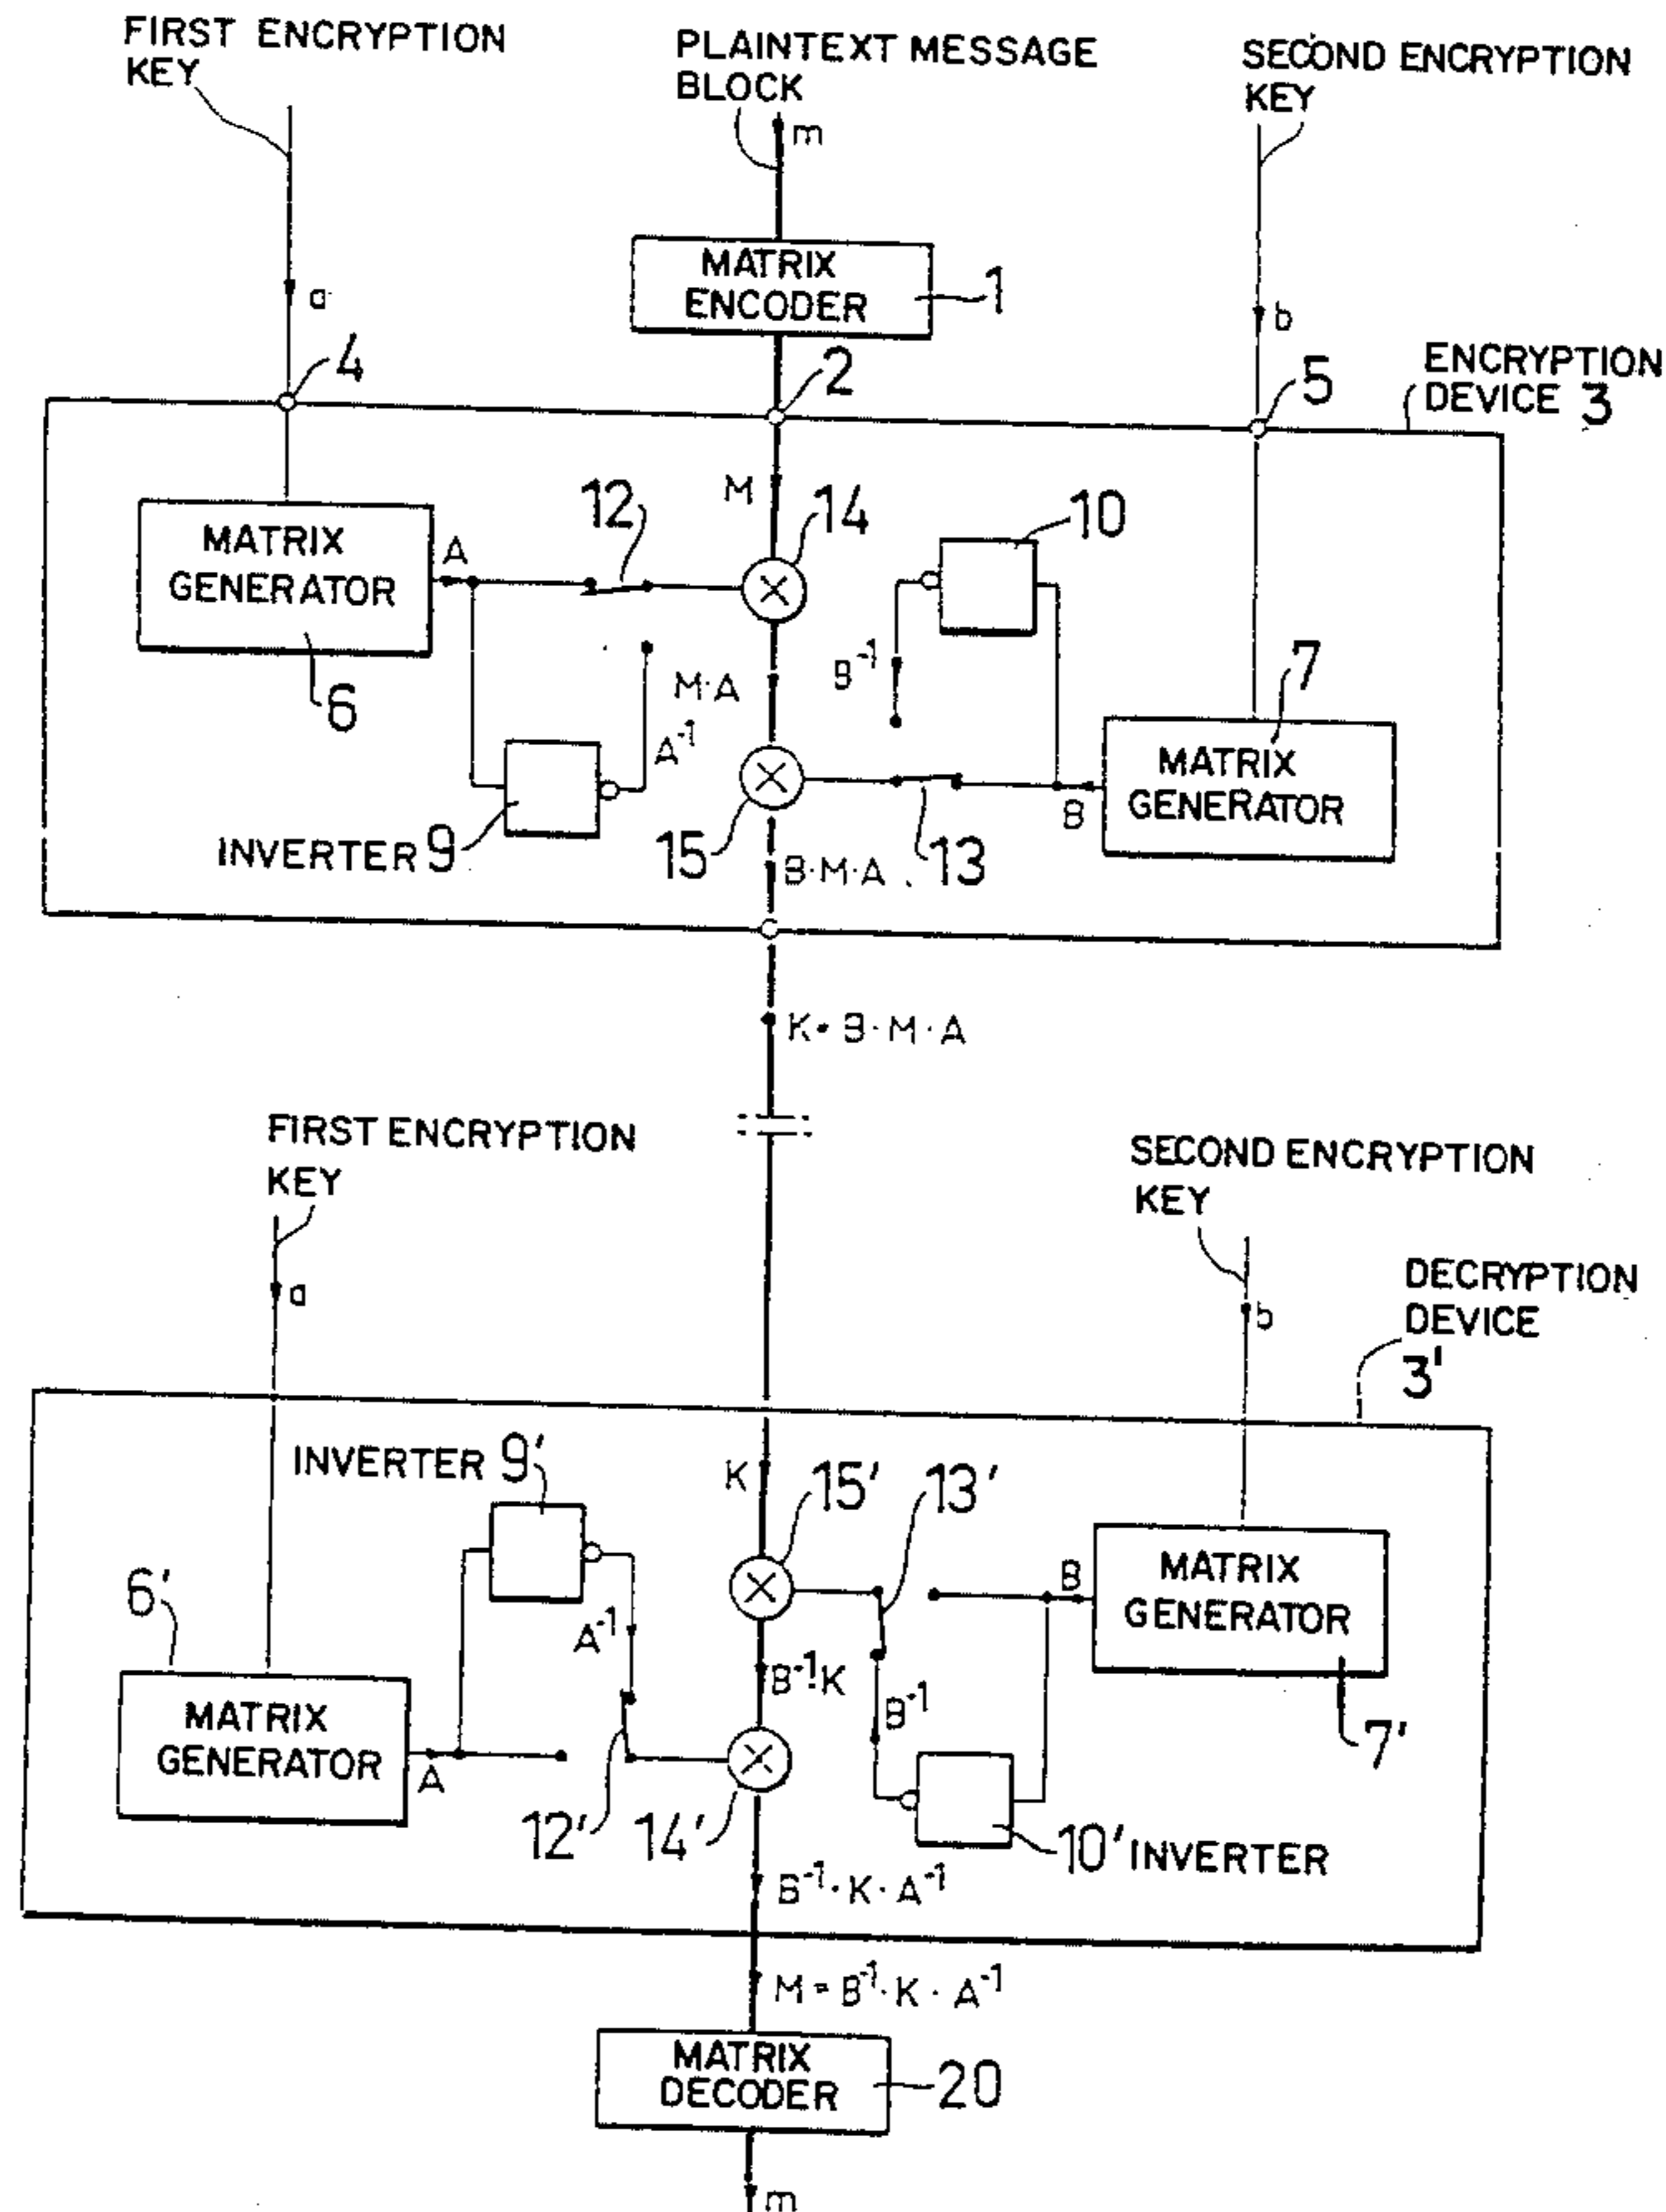 FIRST ENCRYPTION
KEY
PLAINTEXT MESSAGE
BLOCK
SECOND ENCRYPTION
KEY
m
a
b
MATRIX
ENCODER
1
4
2
5
ENCRYPTION
DEVICE 3
M
12
14
10
MATRIX
GENERATOR
A
6
B⁻¹
7
M·A
A⁻¹
MATRIX
GENERATOR
B
INVERTER 9
15
B·M·A
13
K=B·M·A
FIRST ENCRYPTION
KEY
SECOND ENCRYPTION
KEY
a
b
DECRYPTION
DEVICE
3'
INVERTER 9'
K
15'
13'
6'
A⁻¹
B
MATRIX
GENERATOR
B⁻¹·K
B⁻¹
7'
MATRIX
GENERATOR
A
12'
14'
10' INVERTER
B⁻¹·K·A⁻¹
M=B⁻¹·K·A⁻¹
MATRIX
DECODER
20
m